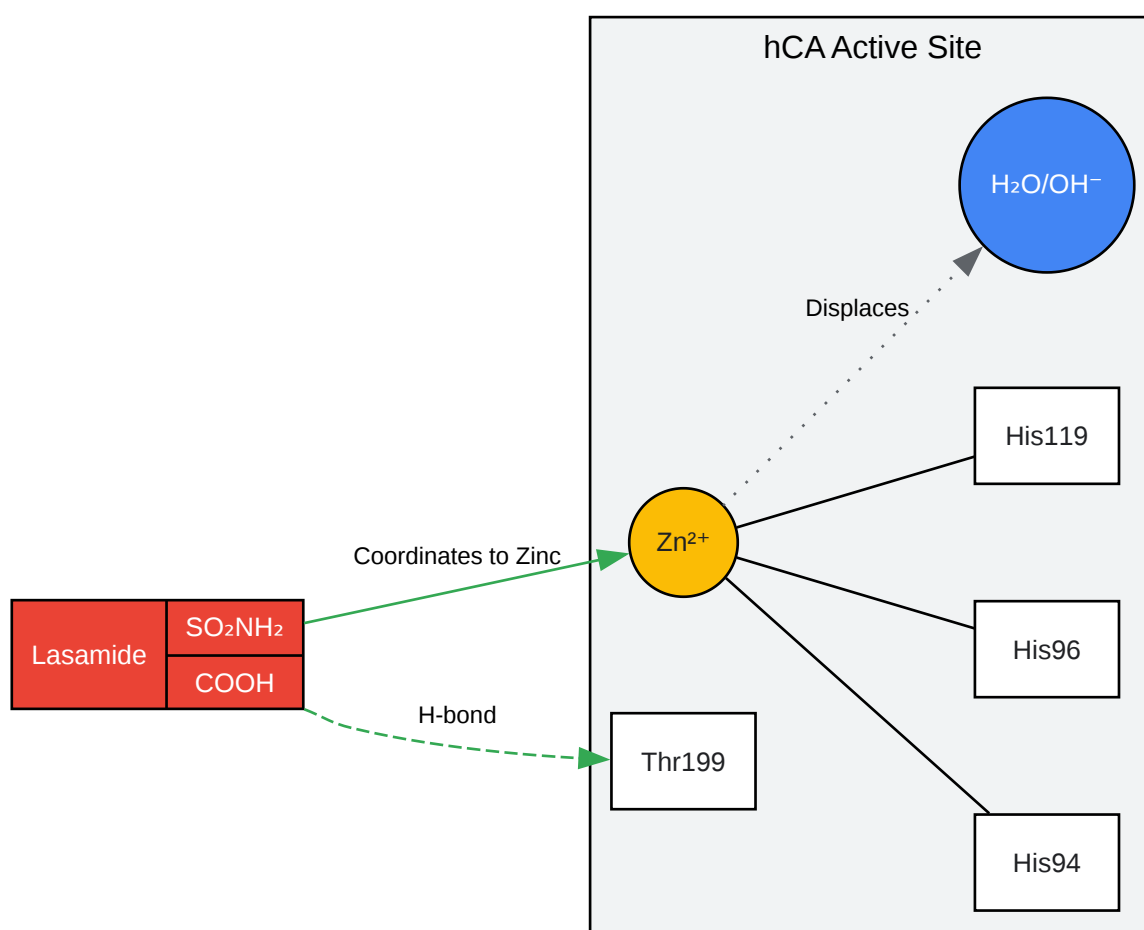 hCA Active Site
H₂O/OH⁻
Displaces
His119
Zn²⁺
Coordinates to Zinc
SO₂NH₂
Lasamide
COOH
His96
H-bond
Thr199
His94